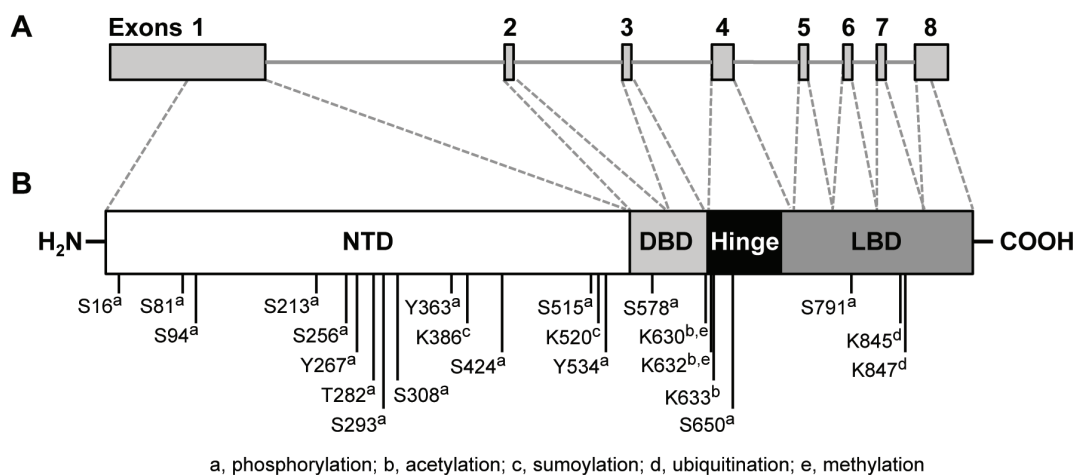 A
Exons 1 2 3 4 5 6 7 8
B
H₂N NTD DBD Hinge LBD COOH
S16ᵃ S81ᵃ S213ᵃ Y363ᵃ S515ᵃ S578ᵃ S791ᵃ
S94ᵃ S256ᵃ K386ᶜ K520ᶜ K630ᵇ,ᵉ K845ᵈ
Y267ᵃ S424ᵃ Y534ᵃ K632ᵇ,ᵉ K847ᵈ
T282ᵃ S308ᵃ K633ᵇ
S293ᵃ S650ᵃ
a, phosphorylation; b, acetylation; c, sumoylation; d, ubiquitination; e, methylation